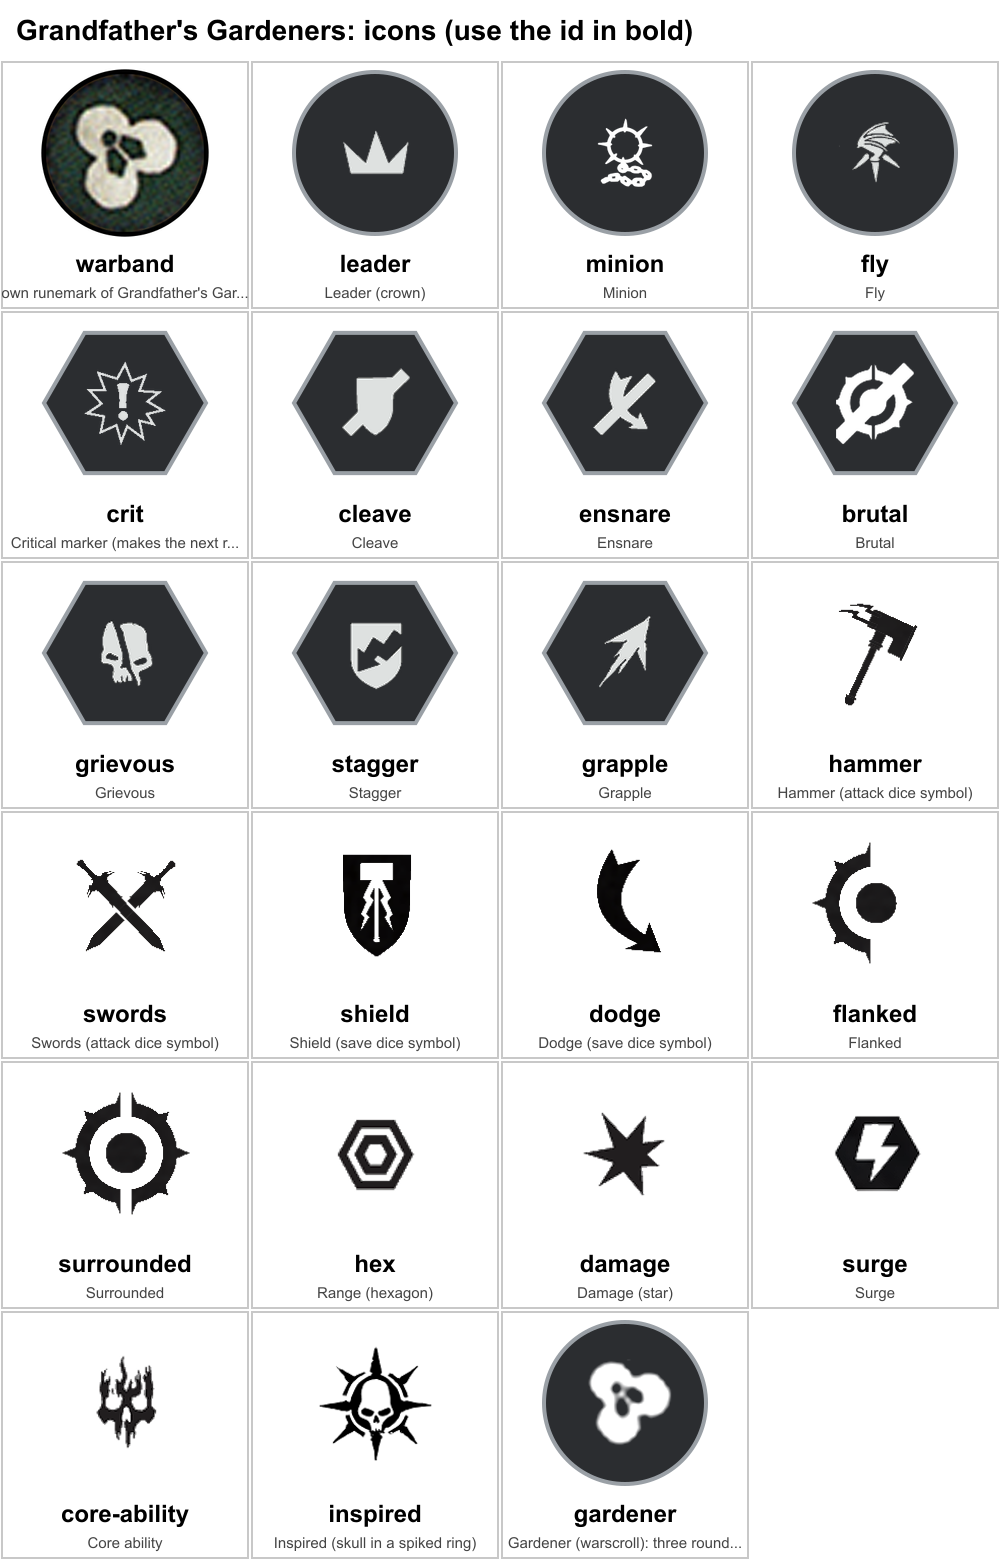 Grandfather's Gardeners: icons (use the id in bold)
warband
own runemark of Grandfather's Gar...
leader
Leader (crown)
minion
Minion
fly
Fly
crit
Critical marker (makes the next r...
cleave
Cleave
ensnare
Ensnare
brutal
Brutal
grievous
Grievous
stagger
Stagger
grapple
Grapple
hammer
Hammer (attack dice symbol)
swords
Swords (attack dice symbol)
shield
Shield (save dice symbol)
dodge
Dodge (save dice symbol)
flanked
Flanked
surrounded
Surrounded
hex
Range (hexagon)
damage
Damage (star)
surge
Surge
core-ability
Core ability
inspired
Inspired (skull in a spiked ring)
gardener
Gardener (warscroll): three round...